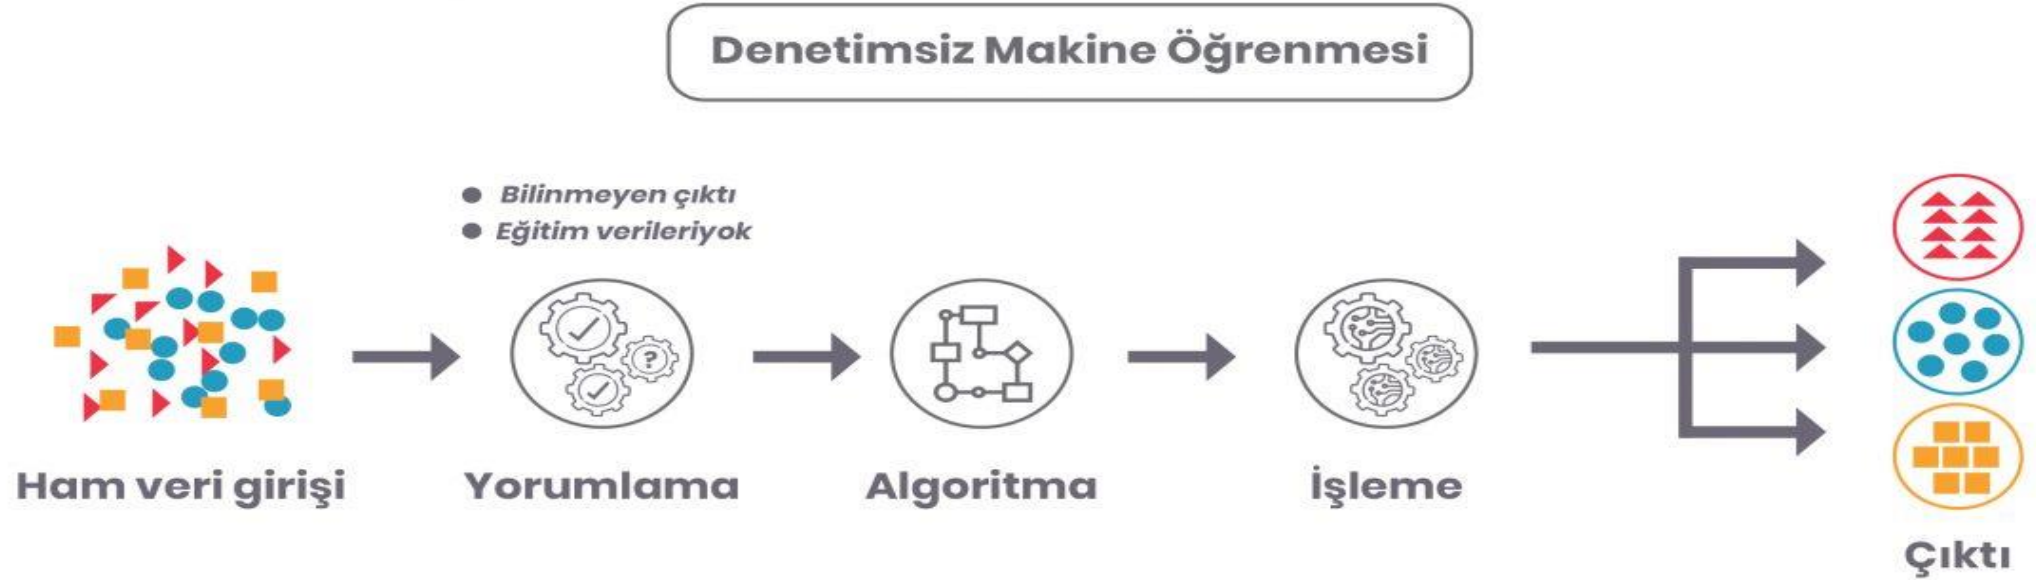 Denetimsiz Makine Öğrenmesi
Bilinmeyen çıktı
Eğitim verileriyok
?
Ham veri girişi
Yorumlama
Algoritma
İşleme
Çıktı